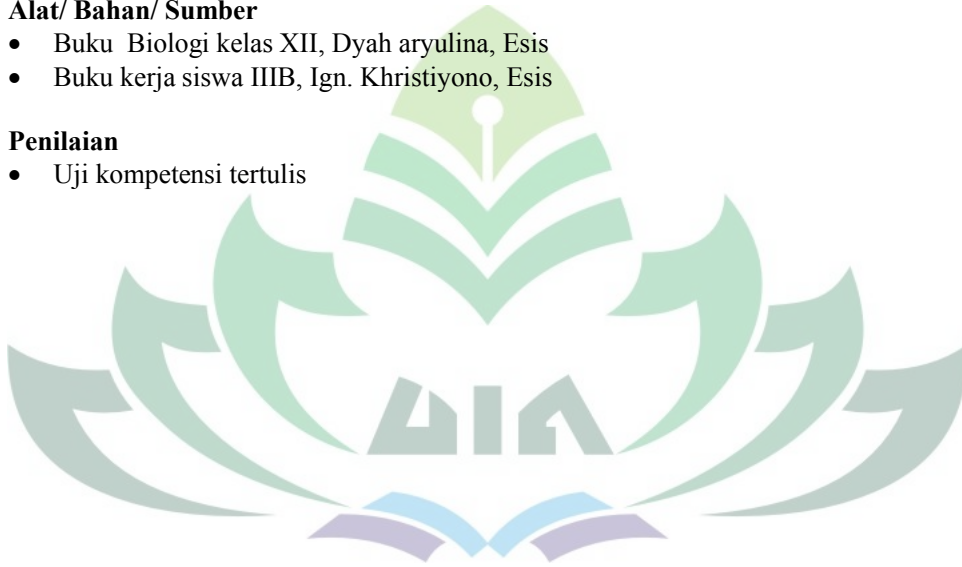 Alat/ Bahan/ Sumber
• Buku Biologi kelas XII, Dyah aryulina, Esis
• Buku kerja siswa IIIB, Ign. Khristiyono, Esis
Penilaian
• Uji kompetensi tertulis
UIN